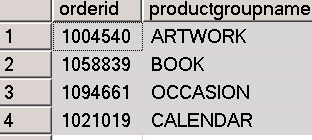 orderid productgroupname
1 1004540 ARTWORK
2 1058839 BOOK
3 1094661 OCCASION
4 1021019 CALENDAR